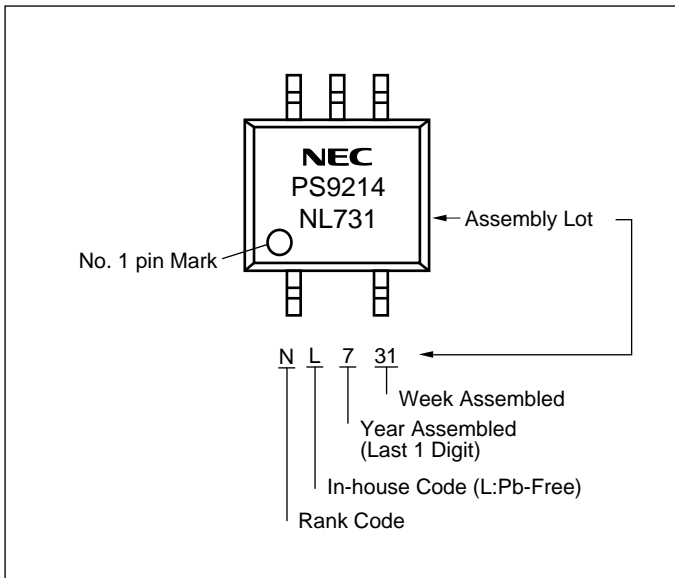 NEC
PS9214
NL731
Assembly Lot
No. 1 pin Mark
N L 7 31
Week Assembled
Year Assembled
(Last 1 Digit)
In-house Code (L:Pb-Free)
Rank Code